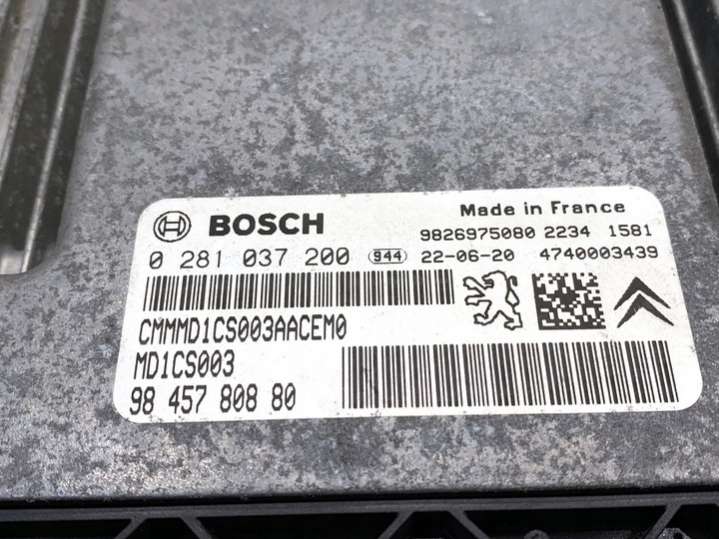 BOSCH
Made in France
9826975080 2234 1581
0 281 037 200 944 22-06-20 4740003439
CMMMD1CS003AACEM0
MD1CS003
98 457 808 80